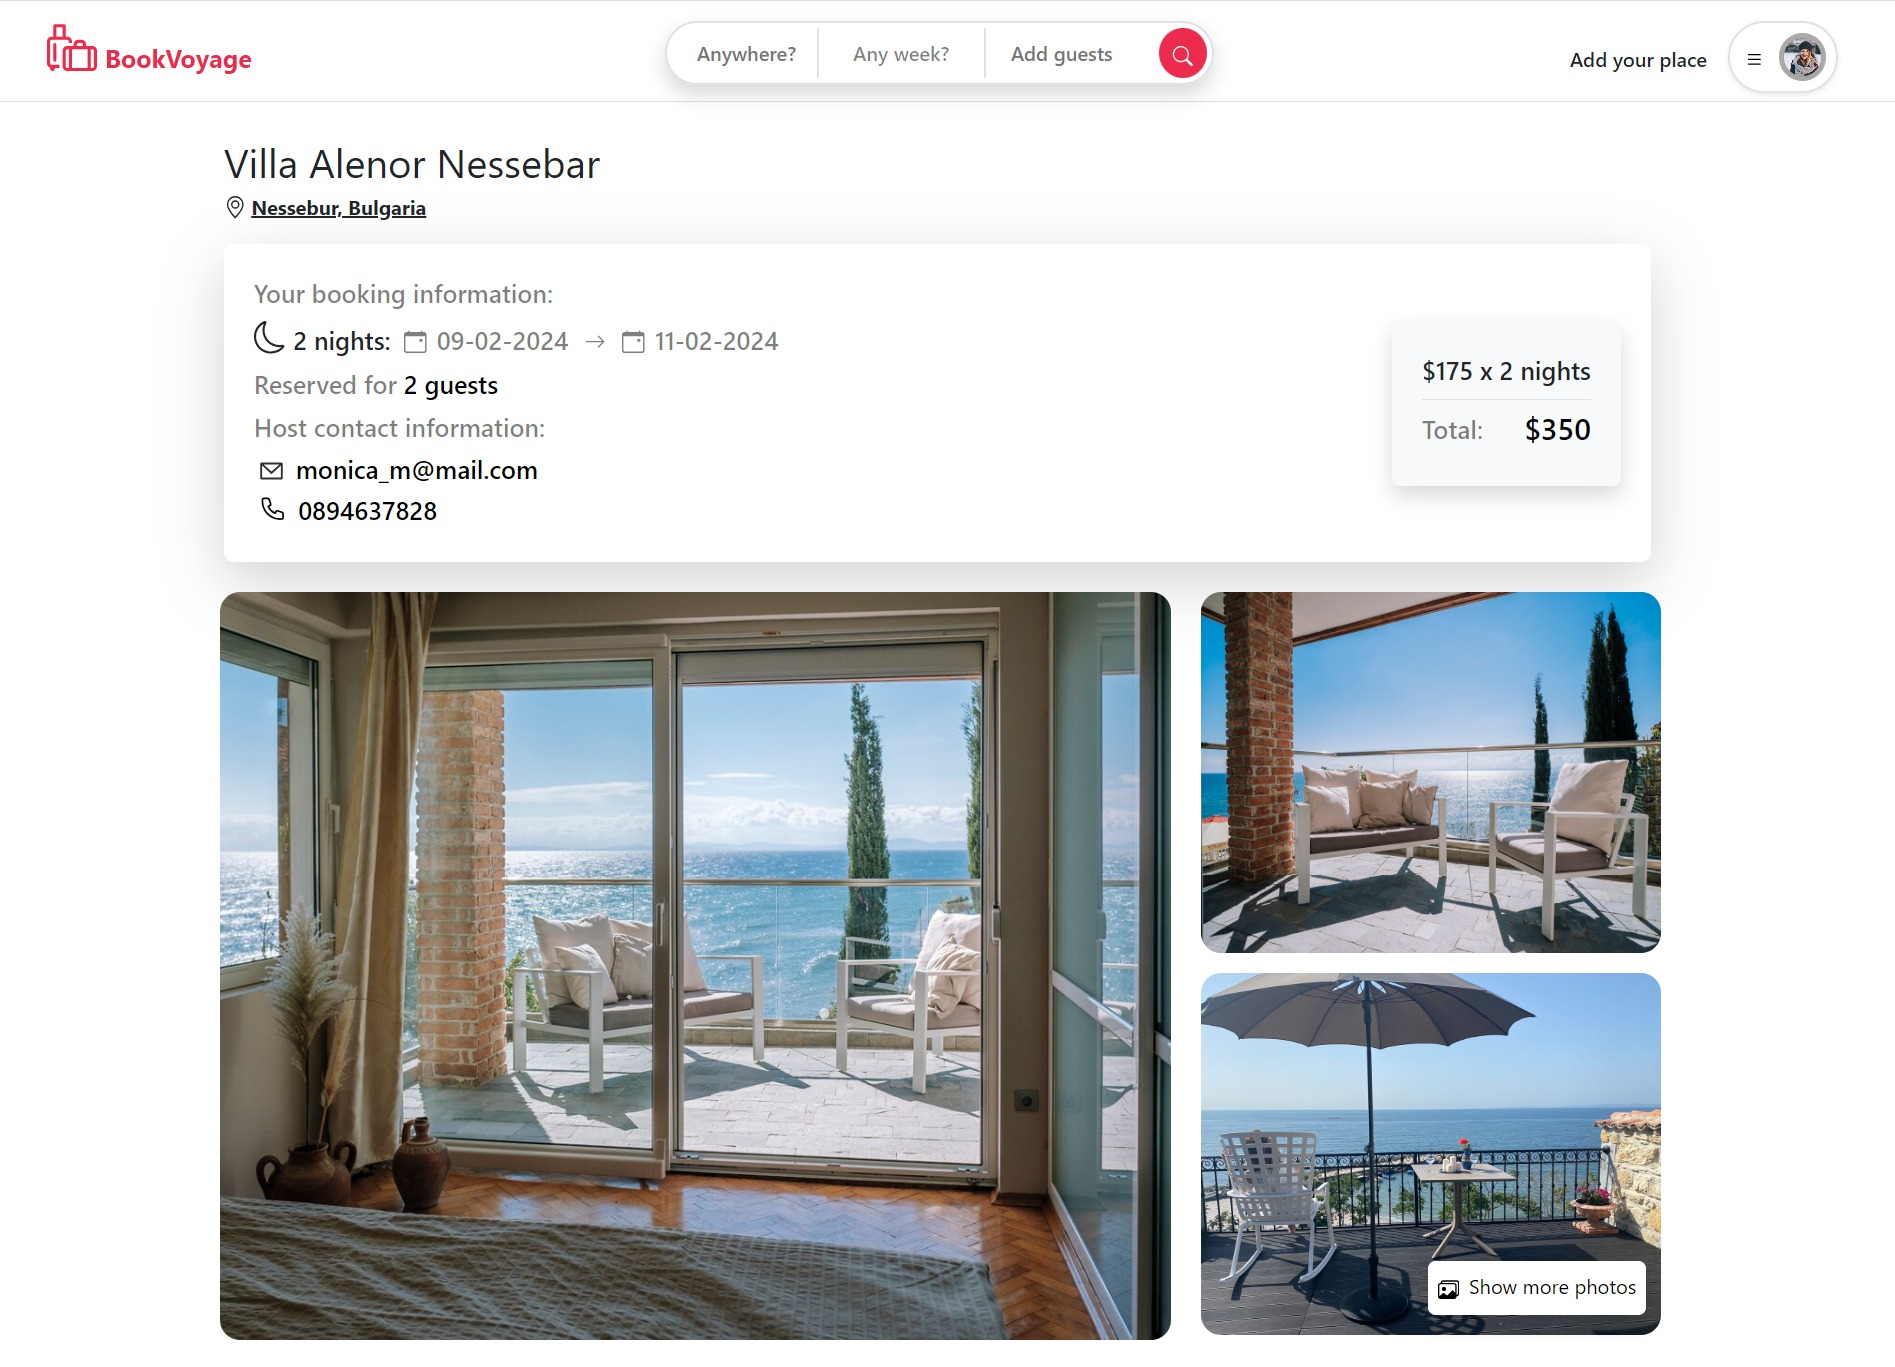 BookVoyage
Anywhere?
Any week?
Add guests
Add your place
Villa Alenor Nessebar
Nessebur, Bulgaria
Your booking information:
2 nights: 09-02-2024 → 11-02-2024
Reserved for 2 guests
Host contact information:
monica_m@mail.com
0894637828
$175 x 2 nights
Total: $350
Show more photos